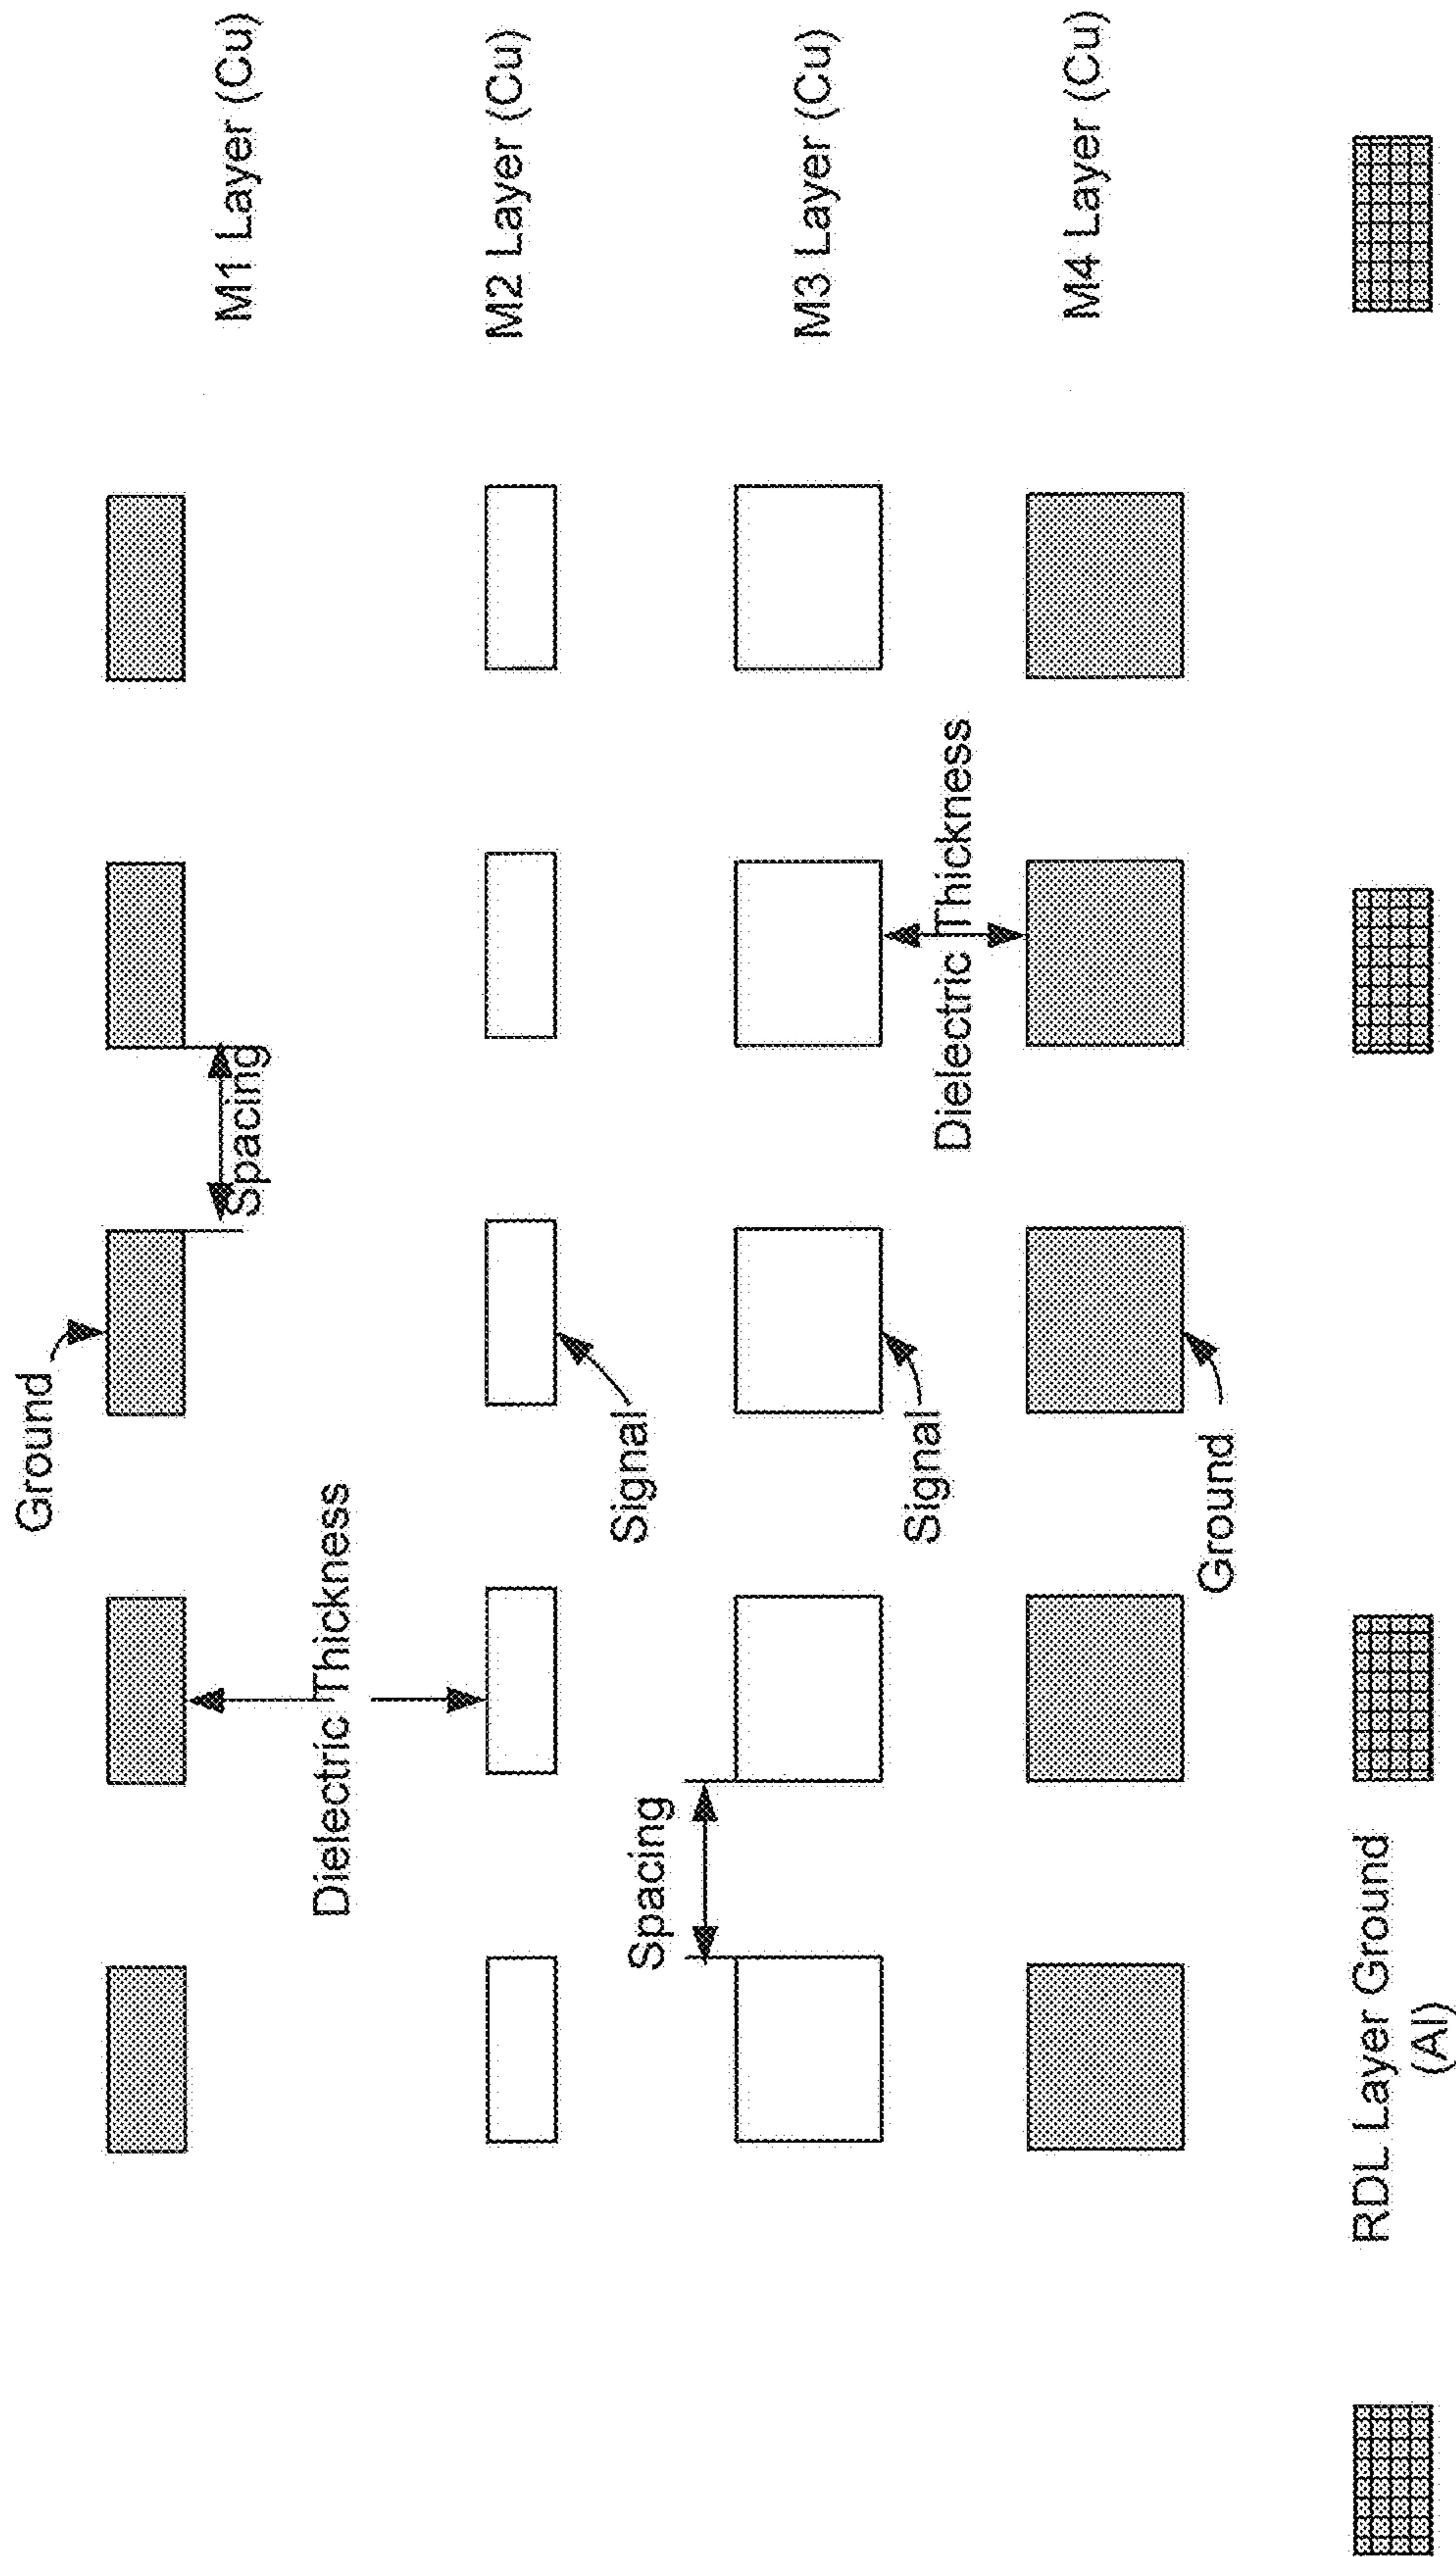 Ground
Spacing
M1 Layer (Cu)
Dielectric Thickness
M2 Layer (Cu)
Signal
Spacing
M3 Layer (Cu)
Signal
Dielectric Thickness
M4 Layer (Cu)
Ground
RDL Layer Ground
(Al)